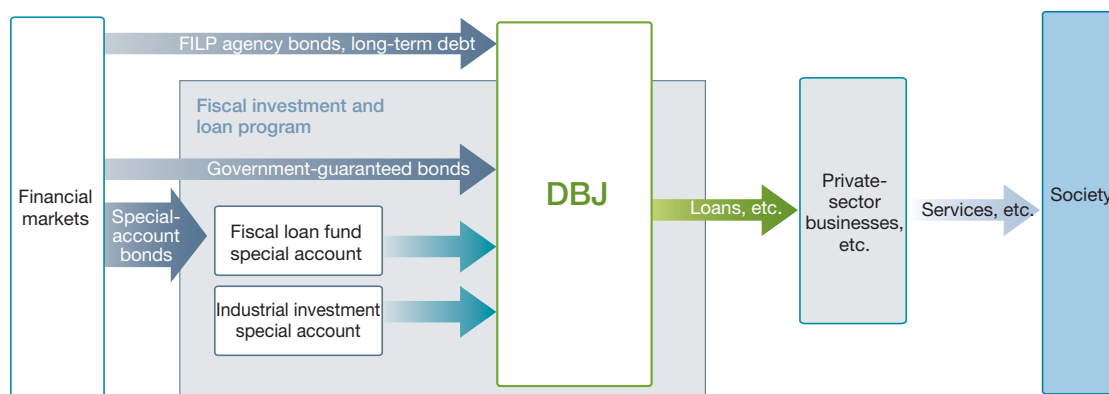 FILP agency bonds, long-term debt
Fiscal investment and
loan program
Government-guaranteed bonds
Financial
markets
Special-
account
bonds
Fiscal loan fund
special account
Industrial investment
special account
DBJ
Loans, etc.
Private-
sector
businesses,
etc.
Services, etc.
Society